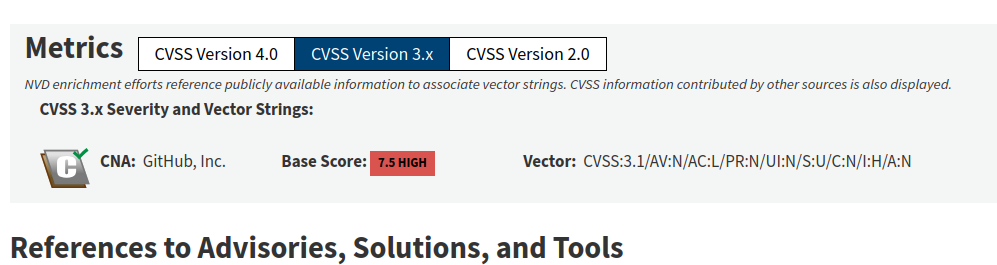 Metrics CVSS Version 4.0 CVSS Version 3.x CVSS Version 2.0
NVD enrichment efforts reference publicly available information to associate vector strings. CVSS information contributed by other sources is also displayed.
CVSS 3.x Severity and Vector Strings:
C CNA: GitHub, Inc. Base Score: 7.5 HIGH Vector: CVSS:3.1/AV:N/AC:L/PR:N/UI:N/S:U/C:N/I:H/A:N
References to Advisories, Solutions, and Tools